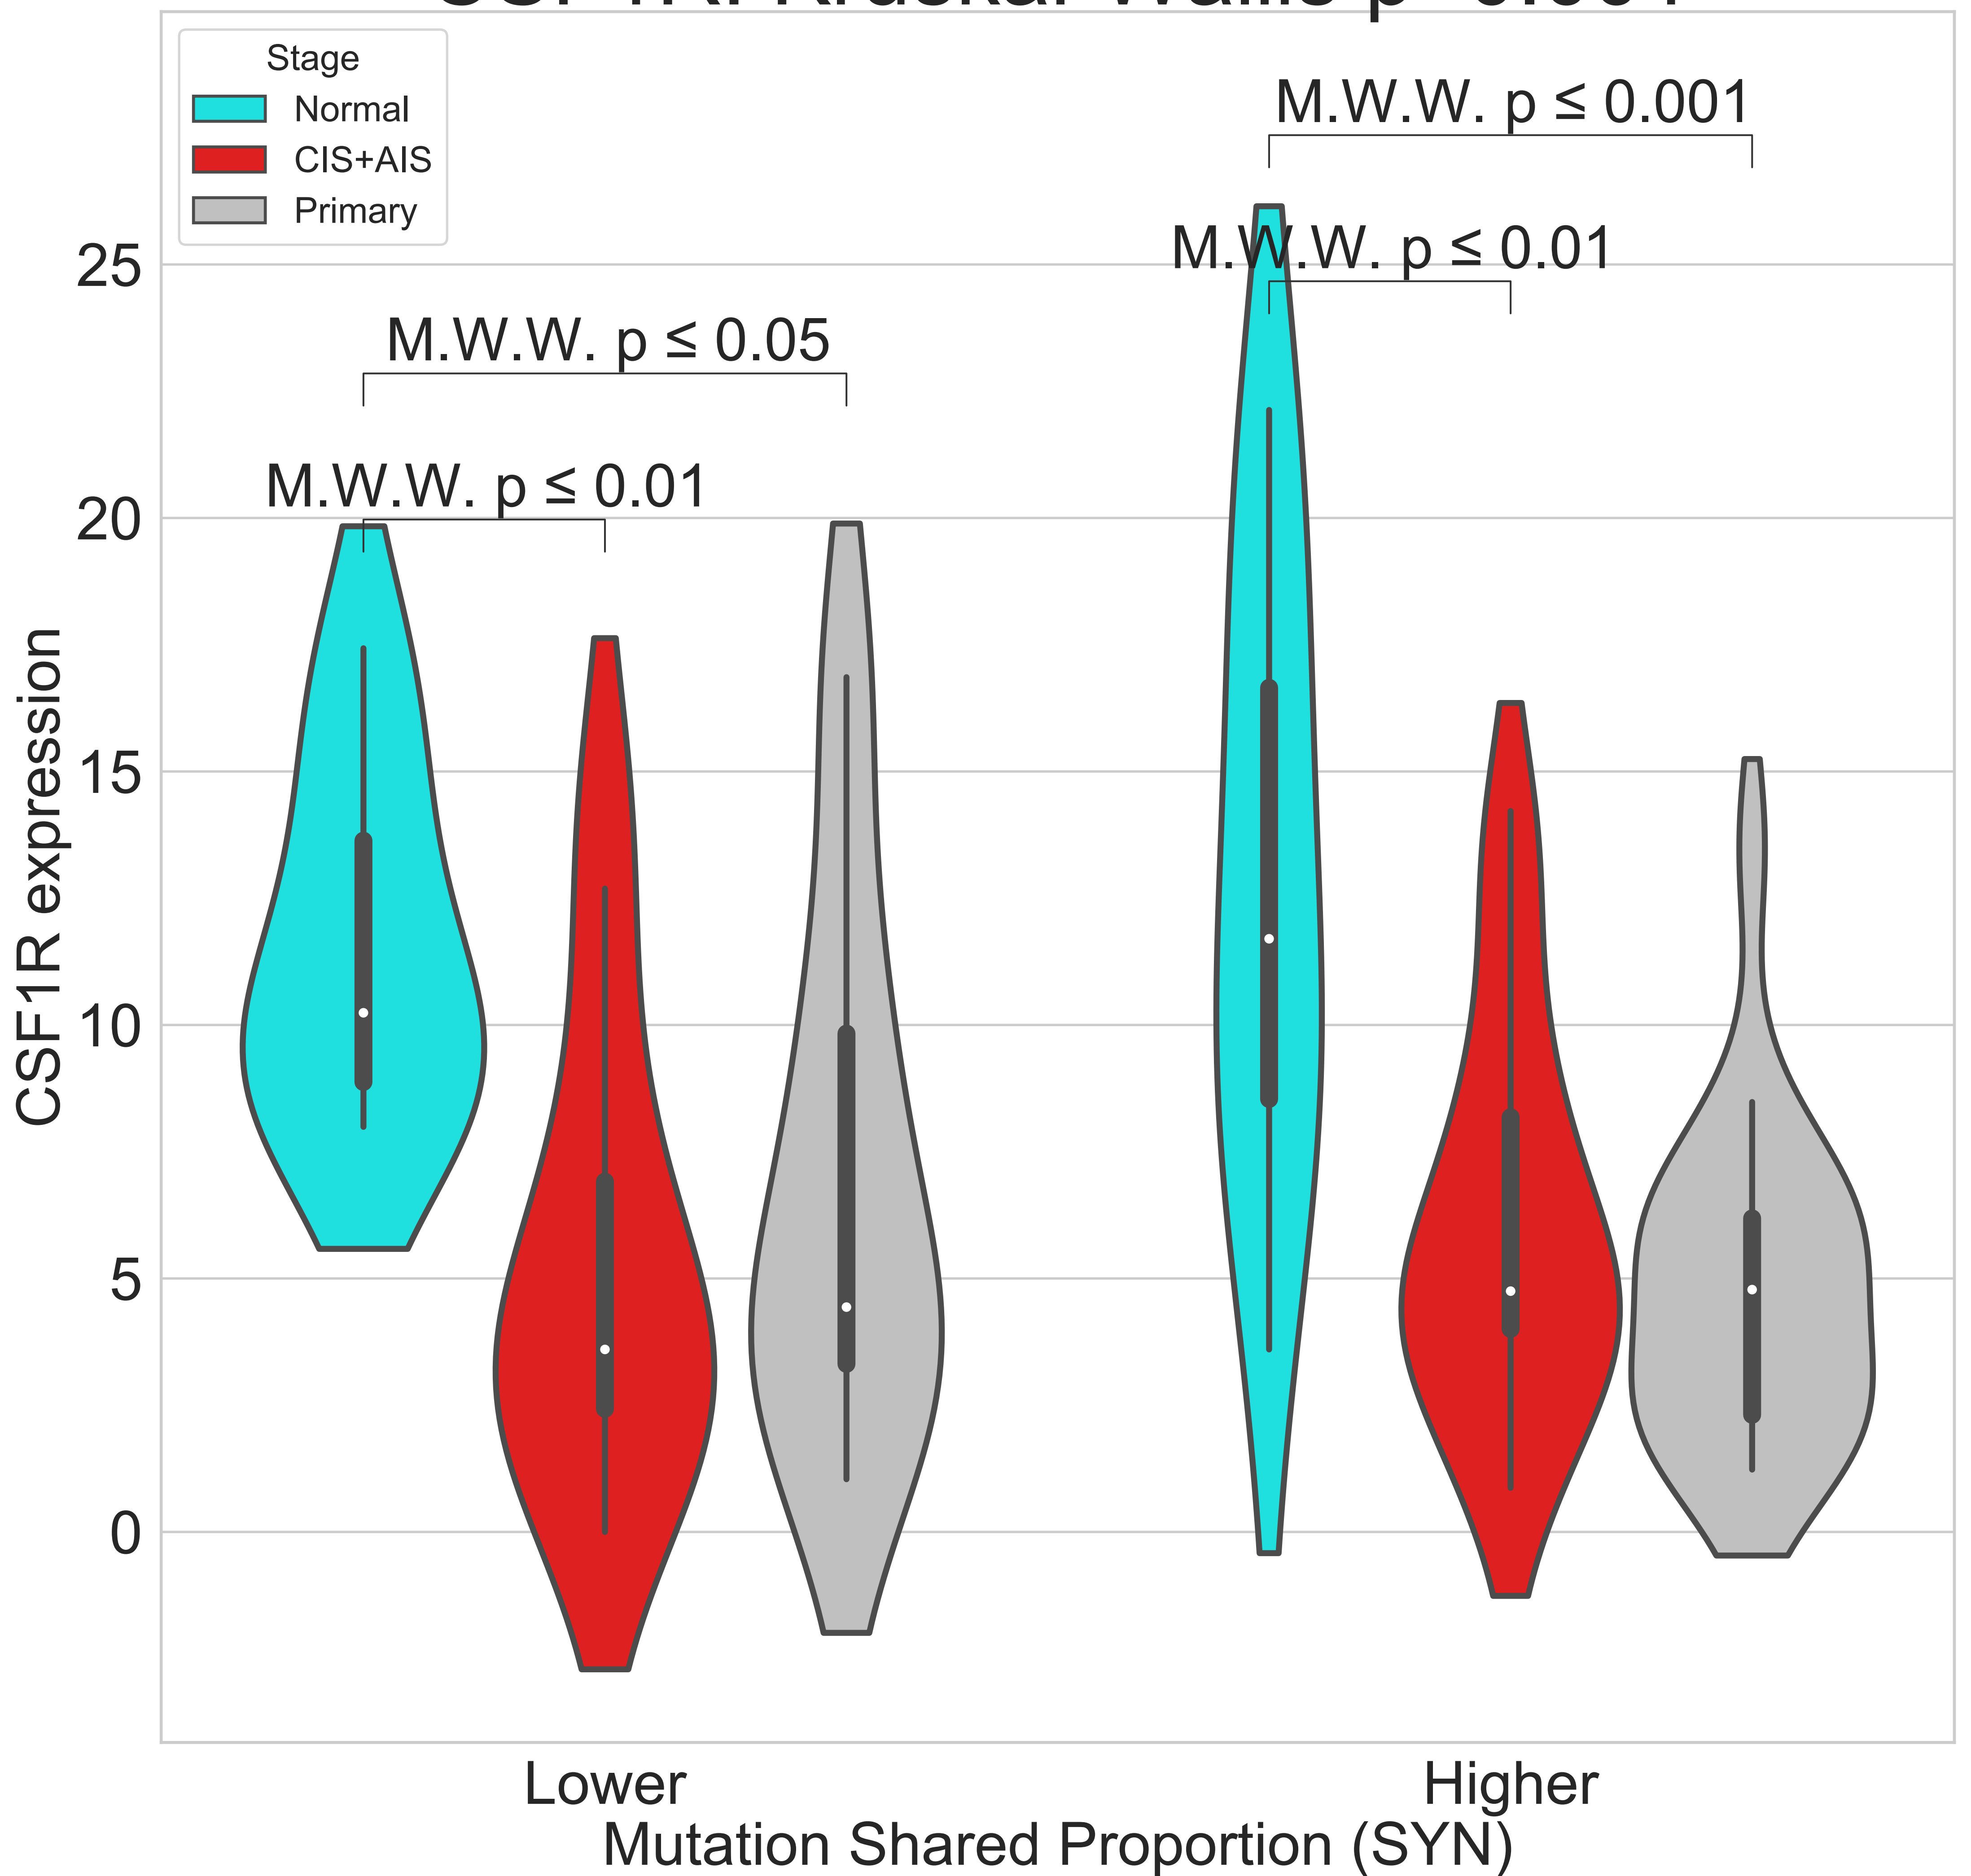 Stage
Normal
CIS+AIS
Primary
M.W.W. p ≤ 0.001
M.W.W. p ≤ 0.01
M.W.W. p ≤ 0.05
M.W.W. p ≤ 0.01
25
20
15
10
5
0
CSF1R expression
Lower
Higher
Mutation Shared Proportion (SYN)